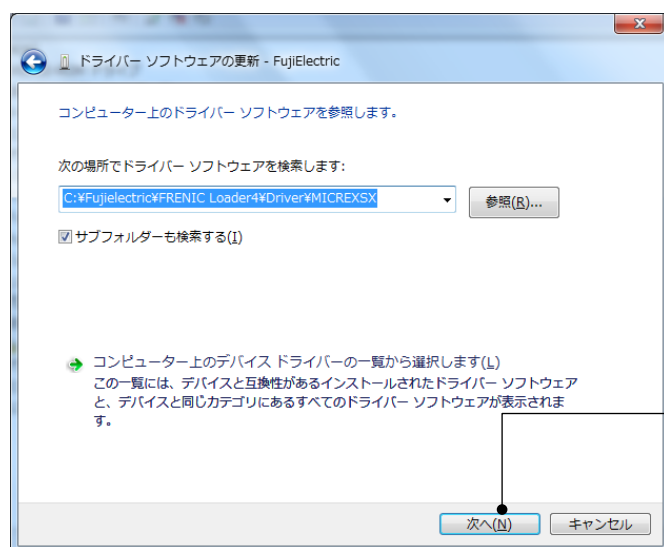 ドライバー ソフトウェアの更新 - FujiElectric
コンピューター上のドライバー ソフトウェアを参照します。
次の場所でドライバー ソフトウェアを検索します:
C:¥Fujielectric¥FRENIC Loader4¥Driver¥MICREXSX
参照(R)...
サブフォルダーも検索する(I)
コンピューター上のデバイス ドライバーの一覧から選択します(L)
この一覧には、デバイスと互換性があるインストールされたドライバー ソフトウェア
と、デバイスと同じカテゴリにあるすべてのドライバー ソフトウェアが表示されま
す。
次へ(N)
キャンセル